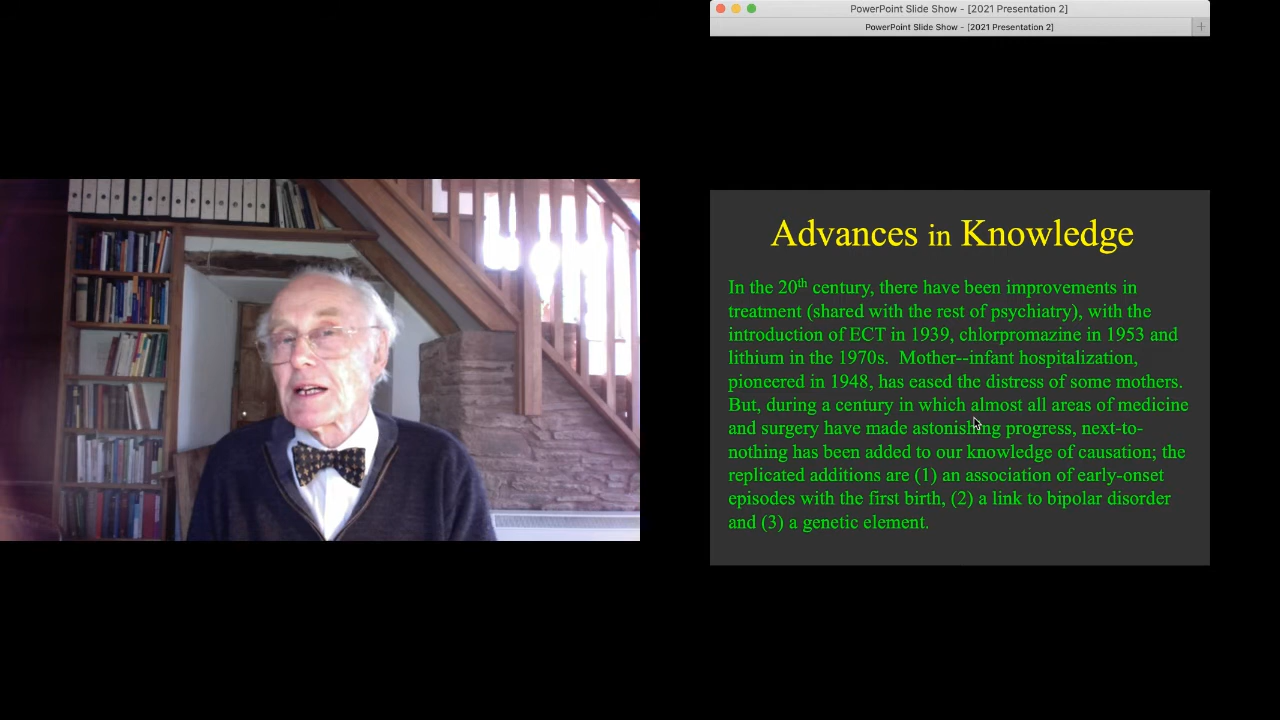 PowerPoint Slide Show - [2021 Presentation 2]
PowerPoint Slide Show - [2021 Presentation 2]
Advances in Knowledge
In the 20th century, there have been improvements in
treatment (shared with the rest of psychiatry), with the
introduction of ECT in 1939, chlorpromazine in 1953 and
lithium in the 1970s.  Mother--infant hospitalization,
pioneered in 1948, has eased the distress of some mothers.
But, during a century in which almost all areas of medicine
and surgery have made astonishing progress, next-to-
nothing has been added to our knowledge of causation; the
replicated additions are (1) an association of early-onset
episodes with the first birth, (2) a link to bipolar disorder
and (3) a genetic element.